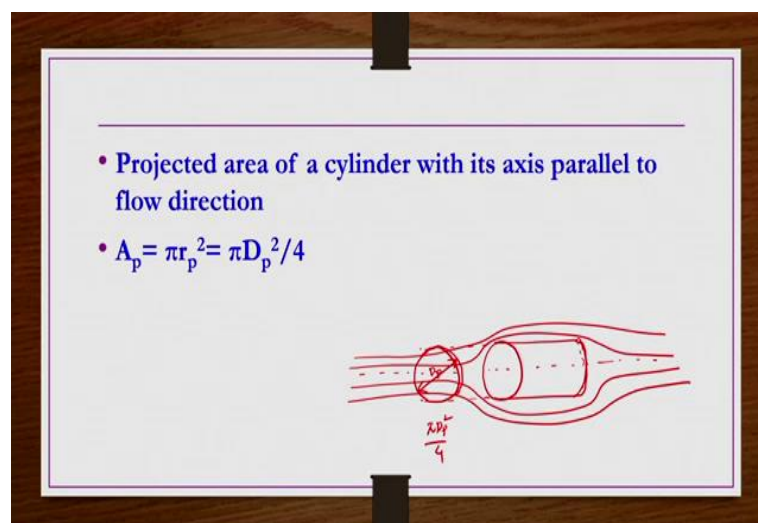 • Projected area of a cylinder with its axis parallel to
flow direction
• Aₚ= πrₚ²= πDₚ²/4
Dₚ
πDₚ²
4